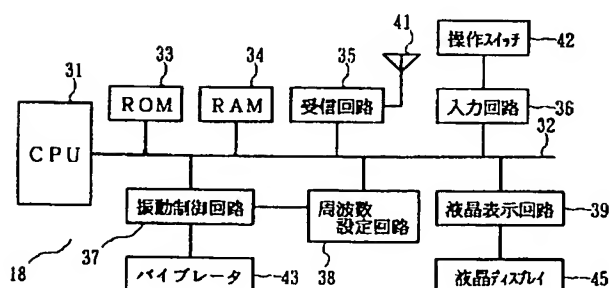 31
CPU
33
ROM
34
RAM
35
受信回路
41
操作スイッチ
42
入力回路
36
32
振動制御回路
37
周波数
設定回路
38
液晶表示回路
39
18
バイブレータ
43
液晶ディスプレイ
45